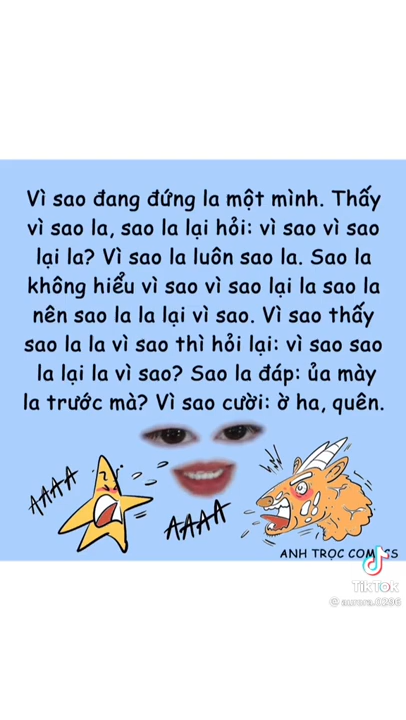 Vì sao đang đứng la một mình. Thấy
vì sao la, sao la lại hỏi: vì sao vì sao
lại la? Vì sao la luôn sao la. Sao la
không hiểu vì sao vì sao lại la sao la
nên sao la la lại vì sao. Vì sao thấy
sao la la vì sao thì hỏi lại: vì sao sao
la lại la vì sao? Sao la đáp: ủa mày
la trước mà? Vì sao cười: ờ ha, quên.
AAAA
AAAA
ANH TRỌC COMICS
TikTok
@aurora.0296